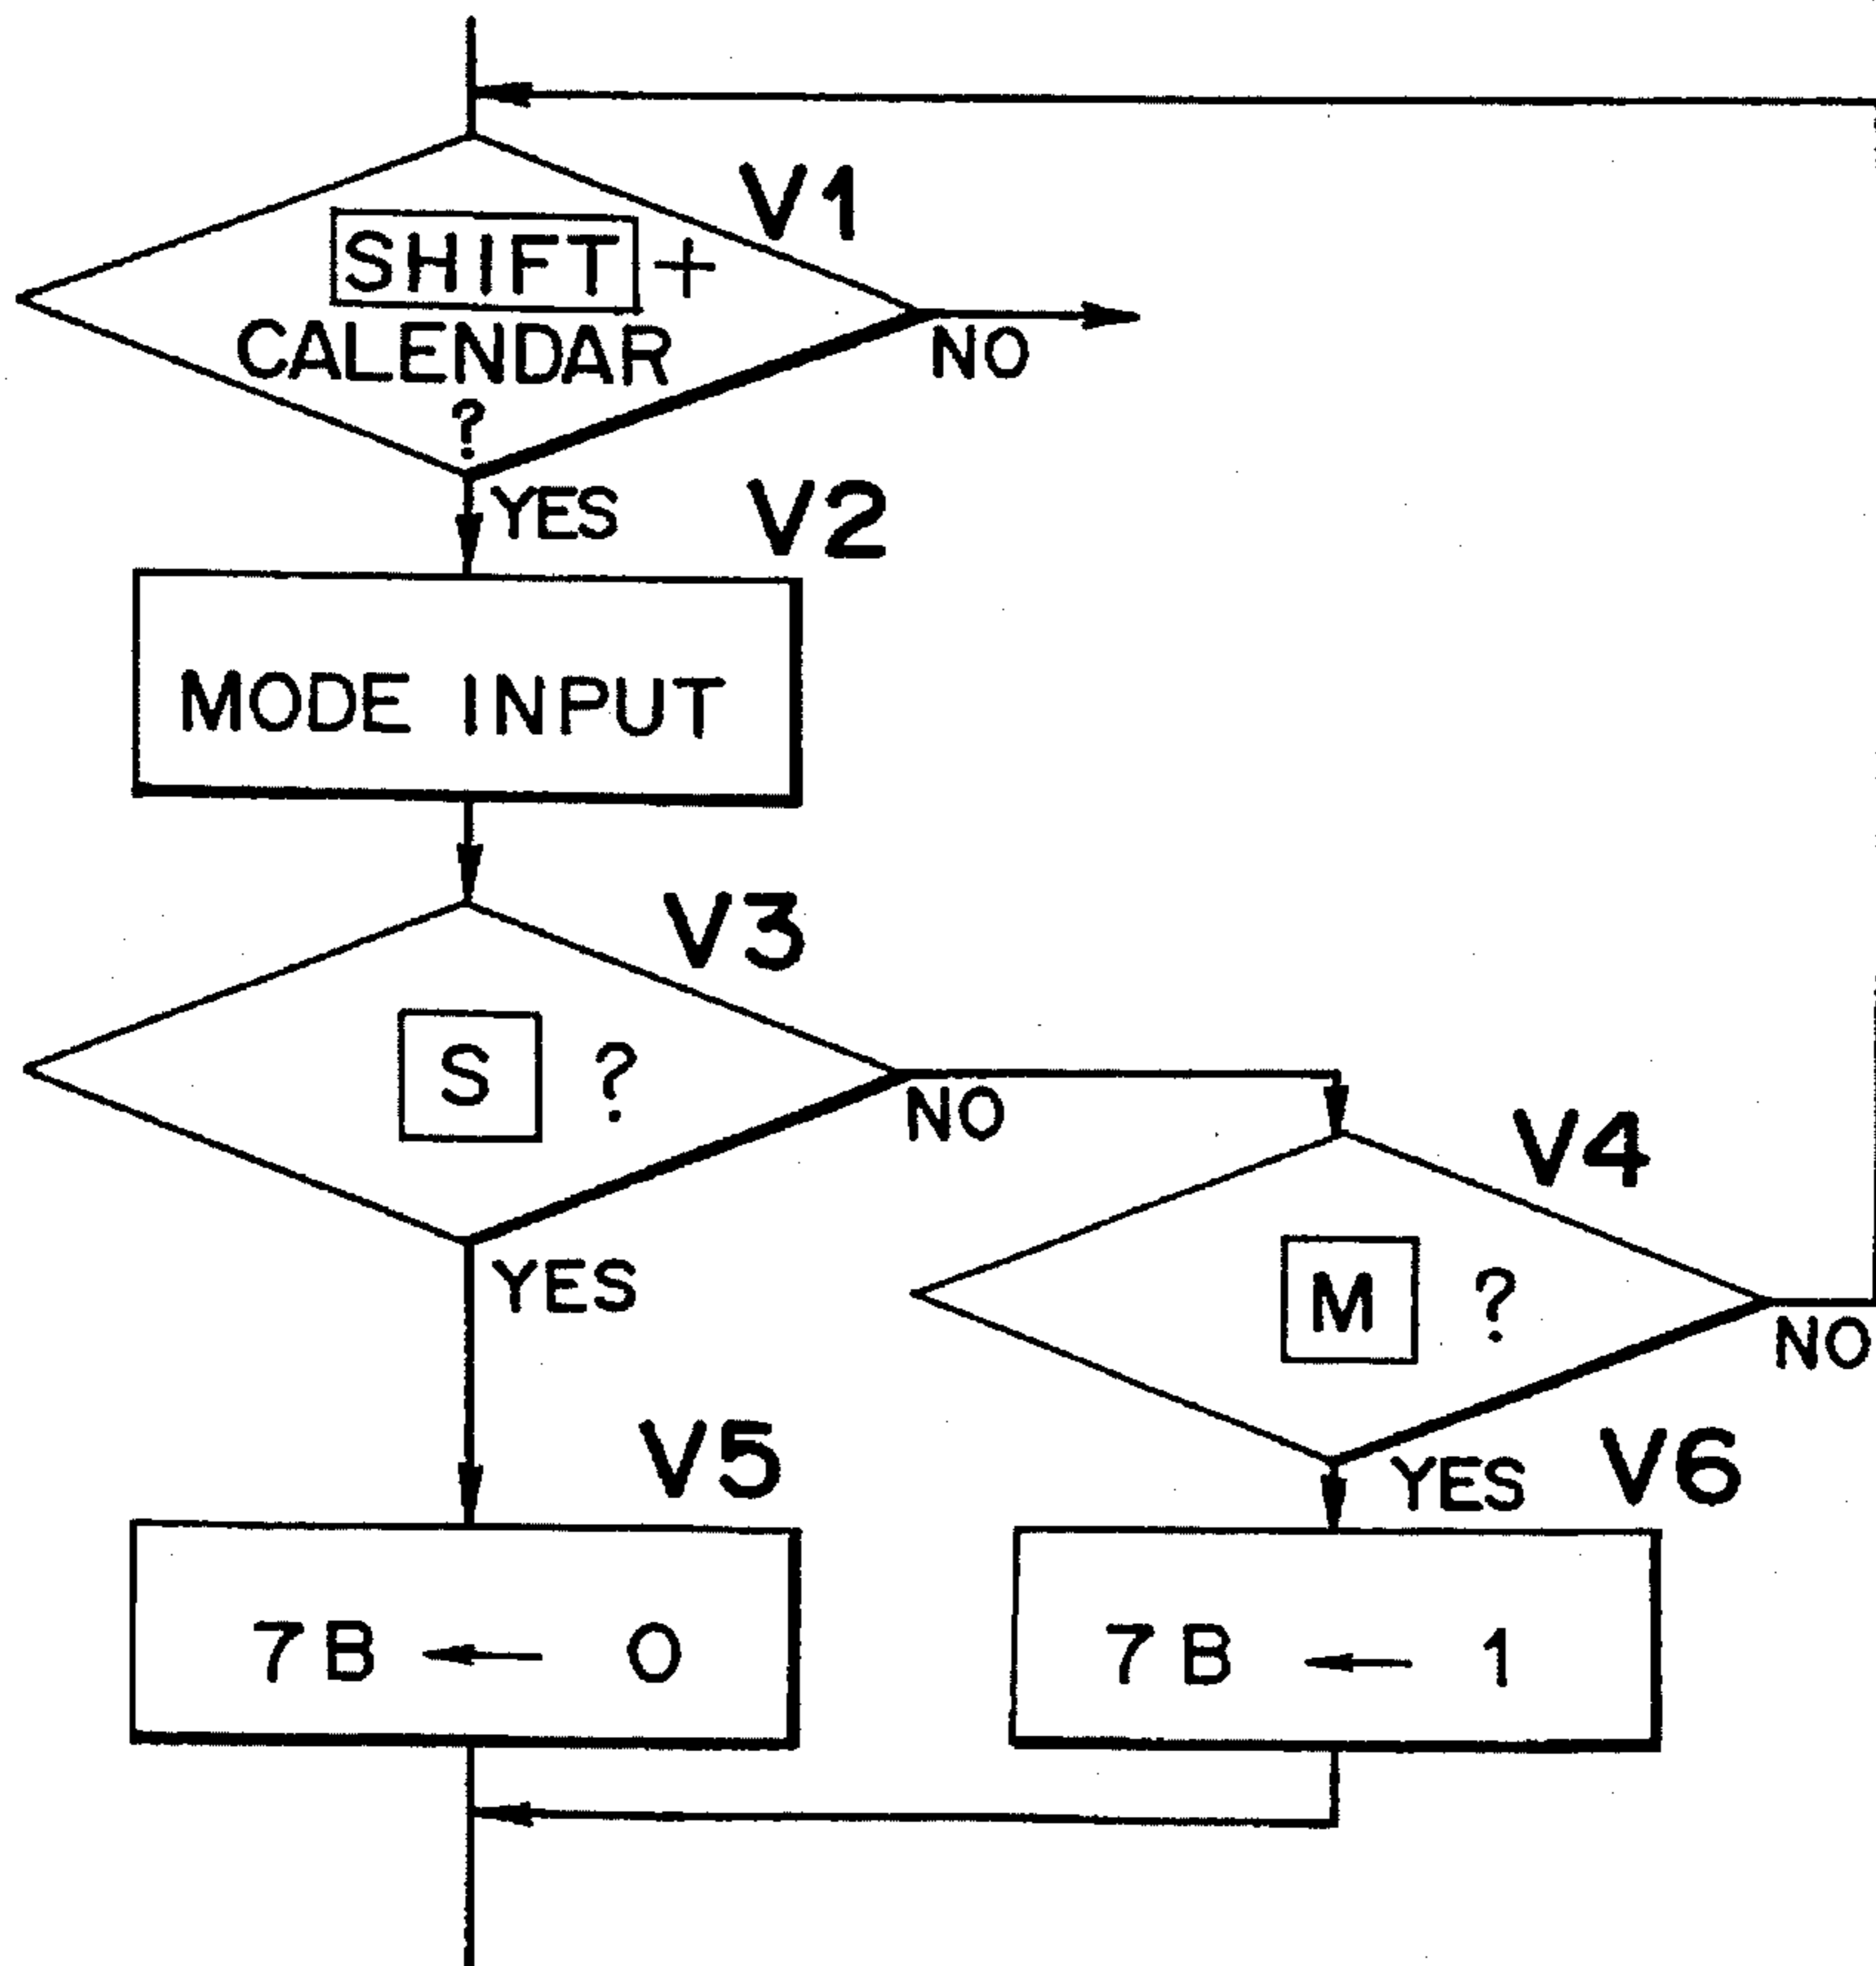 V1
SHIFT +
CALENDAR
?
NO
YES
V2
MODE INPUT
V3
S ?
NO
YES
V4
M ?
NO
YES
V5
7B ← 0
V6
7B ← 1